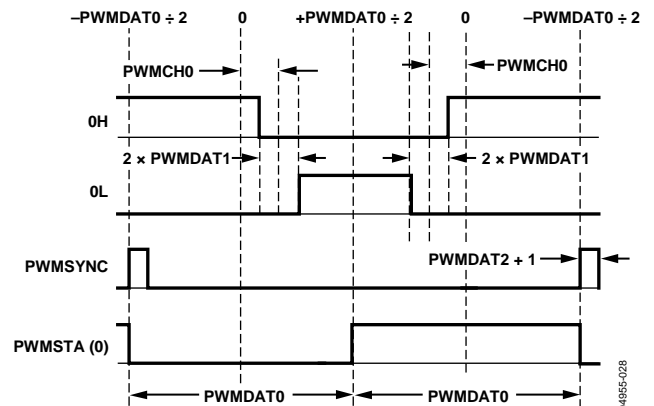 –PWMDAT0 ÷ 2 0 +PWMDAT0 ÷ 2 0 –PWMDAT0 ÷ 2
PWMCH0 PWMCH0
0H
2 × PWMDAT1 2 × PWMDAT1
0L
PWMSYNC PWMDAT2 + 1
PWMSTA (0)
PWMDAT0 PWMDAT0
4955-028